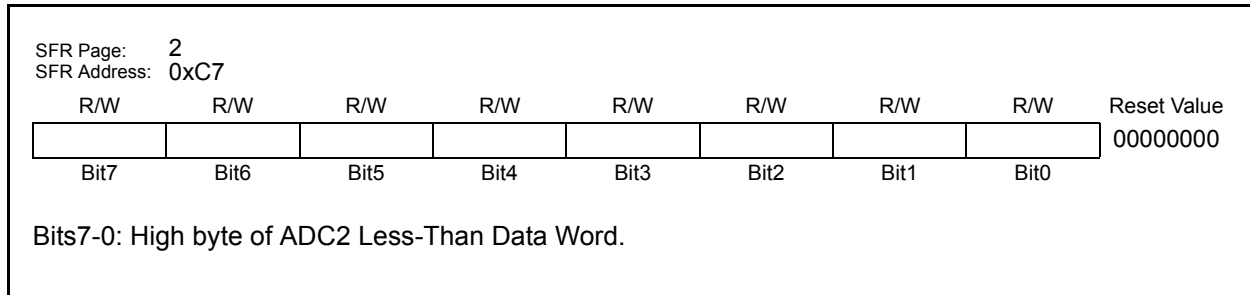 SFR Page: 2
SFR Address: 0xC7
R/W R/W R/W R/W R/W R/W R/W R/W Reset Value
00000000
Bit7 Bit6 Bit5 Bit4 Bit3 Bit2 Bit1 Bit0
Bits7-0: High byte of ADC2 Less-Than Data Word.